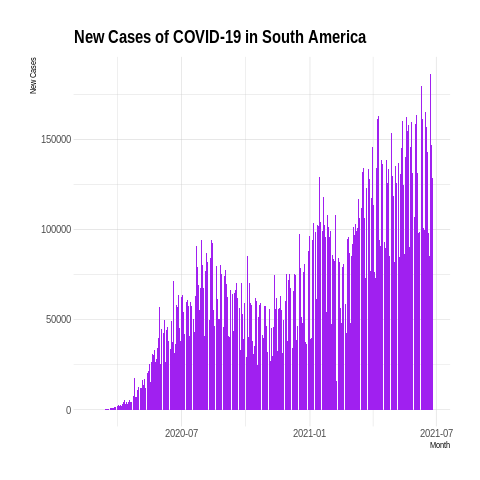 New Cases of COVID-19 in South America
New Cases
150000
100000
50000
0
2020-07
2021-01
2021-07
Month